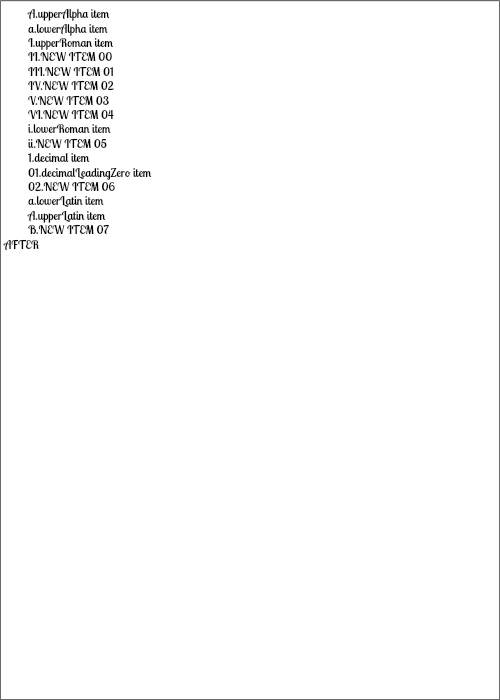 A.upperAlpha item
a.lowerAlpha item
I.upperRoman item
II.NEW ITEM 00
III.NEW ITEM 01
IV.NEW ITEM 02
V.NEW ITEM 03
VI.NEW ITEM 04
i.lowerRoman item
ii.NEW ITEM 05
1.decimal item
01.decimalLeadingZero item
02.NEW ITEM 06
a.lowerLatin item
A.upperLatin item
B.NEW ITEM 07
AFTER